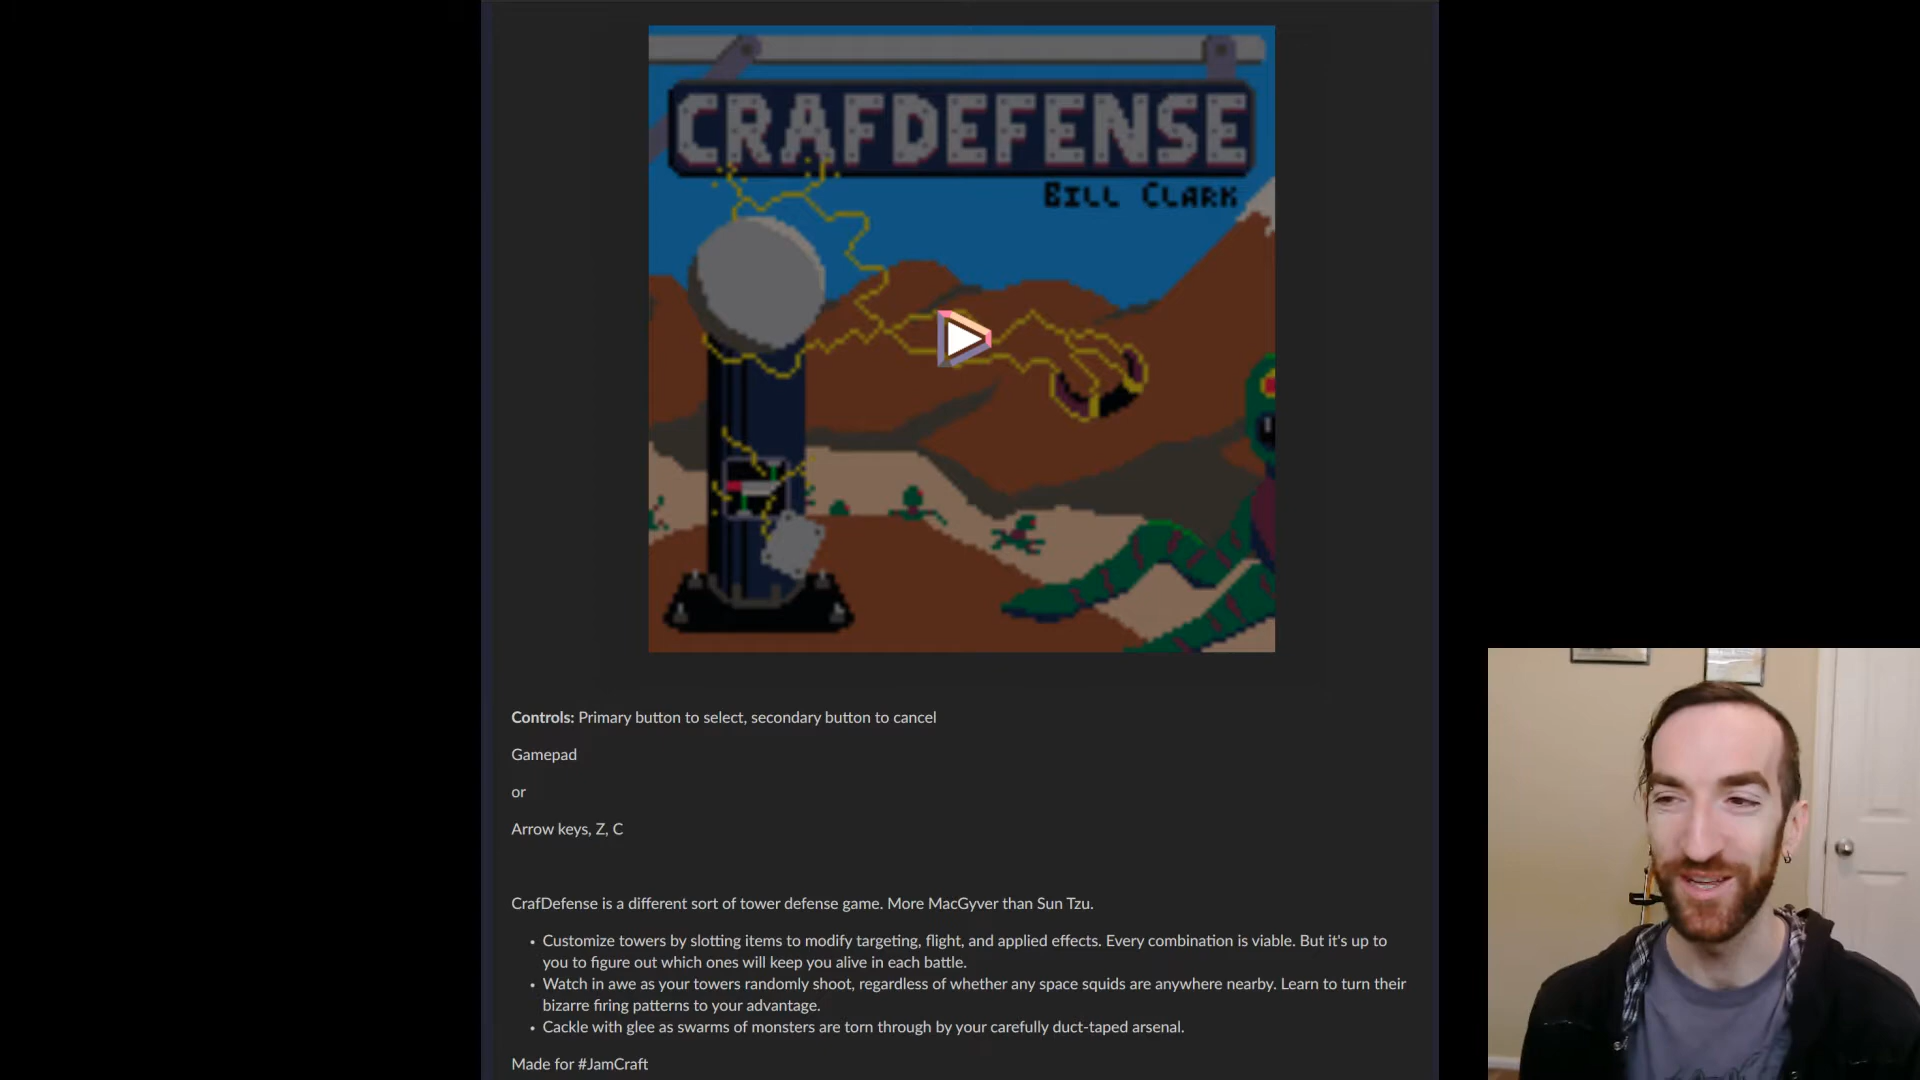 CRAFDEFENSE
BILL CLARK
Controls: Primary button to select, secondary button to cancel
Gamepad
or
Arrow keys, Z, C
CrafDefense is a different sort of tower defense game. More MacGyver than Sun Tzu.
• Customize towers by slotting items to modify targeting, flight, and applied effects. Every combination is viable. But it's up to
you to figure out which ones will keep you alive in each battle.
• Watch in awe as your towers randomly shoot, regardless of whether any space squids are anywhere nearby. Learn to turn their
bizarre firing patterns to your advantage.
• Cackle with glee as swarms of monsters are torn through by your carefully duct-taped arsenal.
Made for #JamCraft